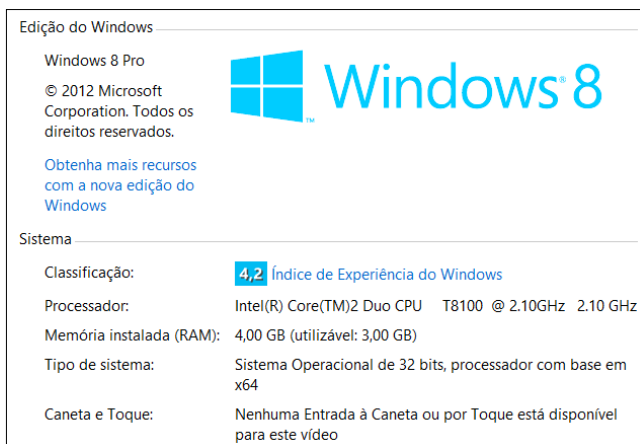 Edição do Windows
Windows 8 Pro
© 2012 Microsoft
Corporation. Todos os
direitos reservados.
Obtenha mais recursos
com a nova edição do
Windows
Windows® 8
™
Sistema
Classificação: 4,2 Índice de Experiência do Windows
Processador: Intel(R) Core(TM)2 Duo CPU T8100 @ 2.10GHz 2.10 GHz
Memória instalada (RAM): 4,00 GB (utilizável: 3,00 GB)
Tipo de sistema: Sistema Operacional de 32 bits, processador com base em
x64
Caneta e Toque: Nenhuma Entrada à Caneta ou por Toque está disponível
para este vídeo